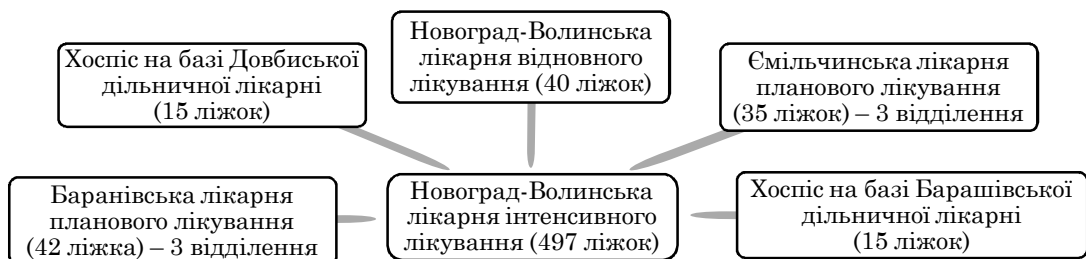 Хоспіс на базі Довбиської
дільничної лікарні
(15 ліжок)
Новоград-Волинська
лікарня відновного
лікування (40 ліжок)
Ємільчинська лікарня
планового лікування
(35 ліжок) – 3 відділення
Баранівська лікарня
планового лікування
(42 ліжка) – 3 відділення
Новоград-Волинська
лікарня інтенсивного
лікування (497 ліжок)
Хоспіс на базі Барашівської
дільничної лікарні
(15 ліжок)